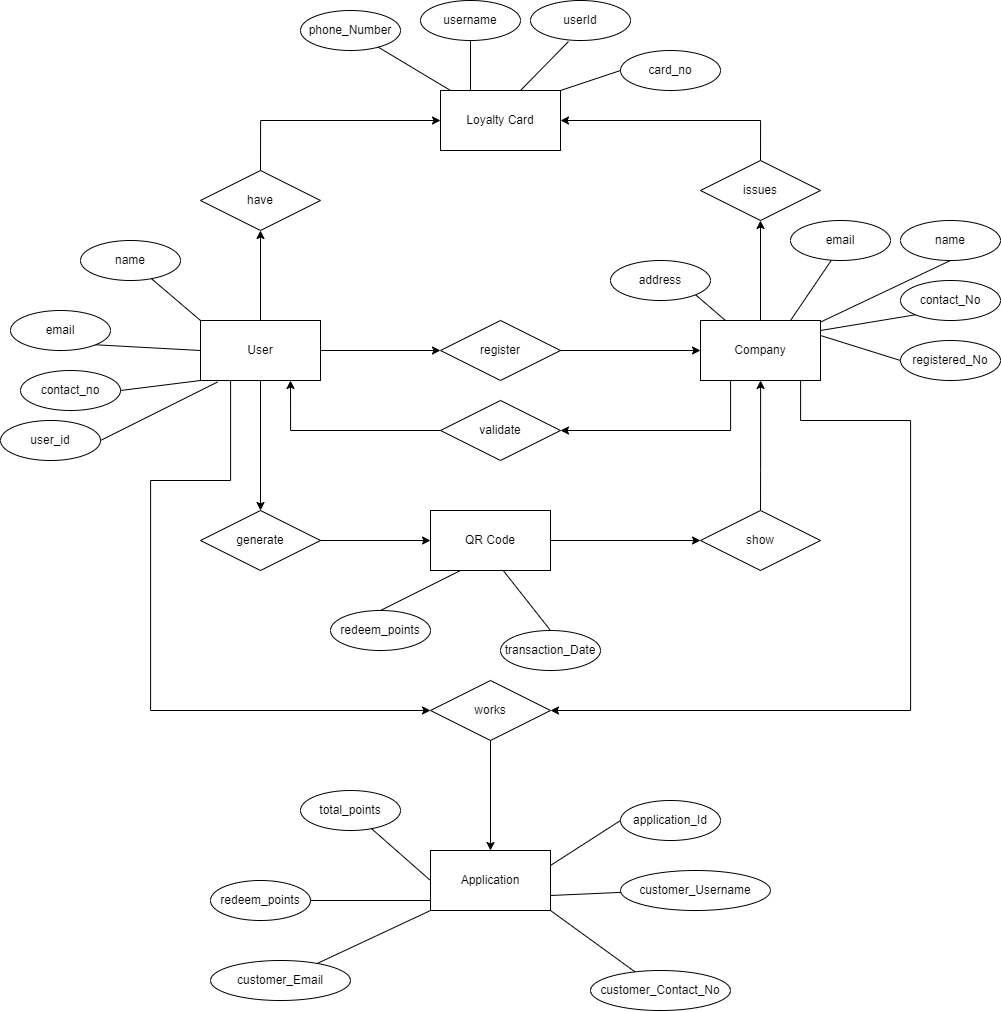 username
userId
phone_Number
card_no
Loyalty Card
have
issues
name
email
name
address
contact_No
email
User
register
Company
registered_No
contact_no
user_id
validate
generate
QR Code
show
redeem_points
transaction_Date
works
total_points
application_Id
Application
customer_Username
redeem_points
customer_Email
customer_Contact_No